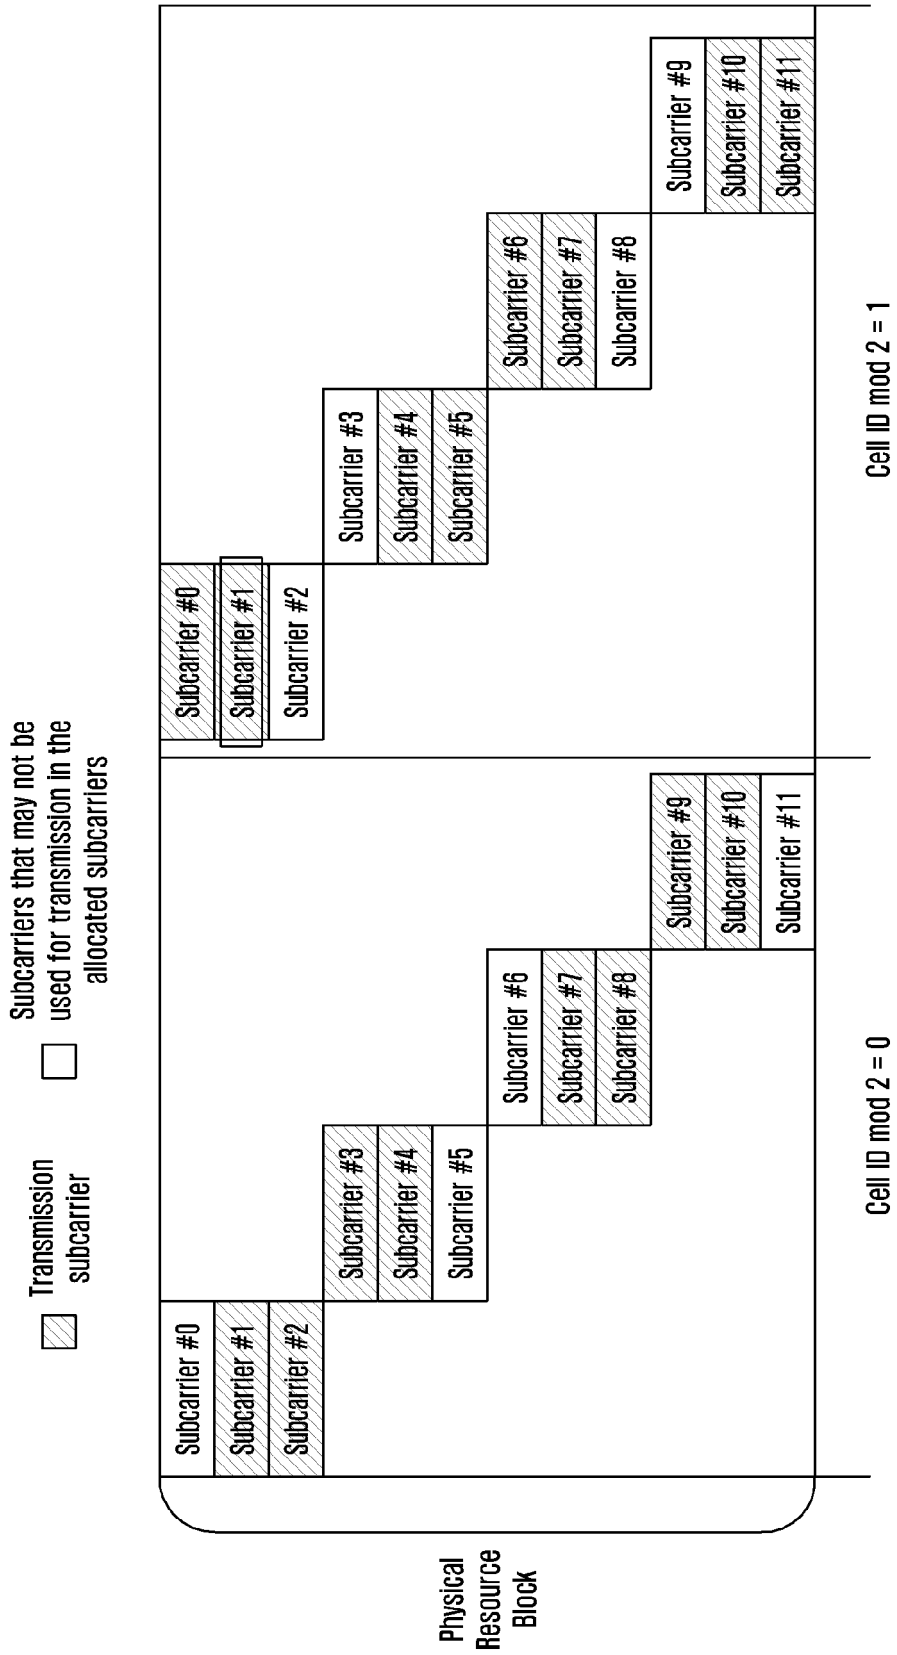 Transmission
subcarrier
Subcarriers that may not be
used for transmission in the
allocated subcarriers
Physical
Resource
Block
Subcarrier #0
Subcarrier #1
Subcarrier #2
Subcarrier #3
Subcarrier #4
Subcarrier #5
Subcarrier #6
Subcarrier #7
Subcarrier #8
Subcarrier #9
Subcarrier #10
Subcarrier #11
Cell ID mod 2 = 0
Subcarrier #0
Subcarrier #1
Subcarrier #2
Subcarrier #3
Subcarrier #4
Subcarrier #5
Subcarrier #6
Subcarrier #7
Subcarrier #8
Subcarrier #9
Subcarrier #10
Subcarrier #11
Cell ID mod 2 = 1